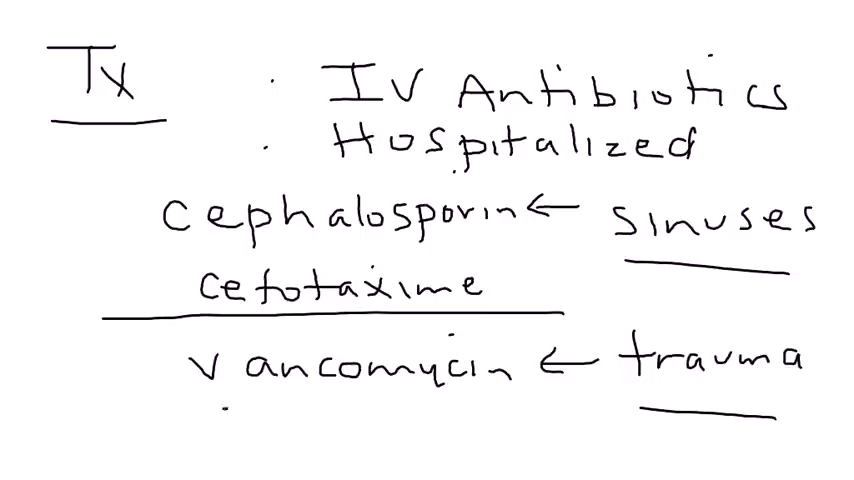 Tx : IV Antibiotics
Hospitalized
cephalosporin ← sinuses
cefotaxime
Vancomycin ← trauma